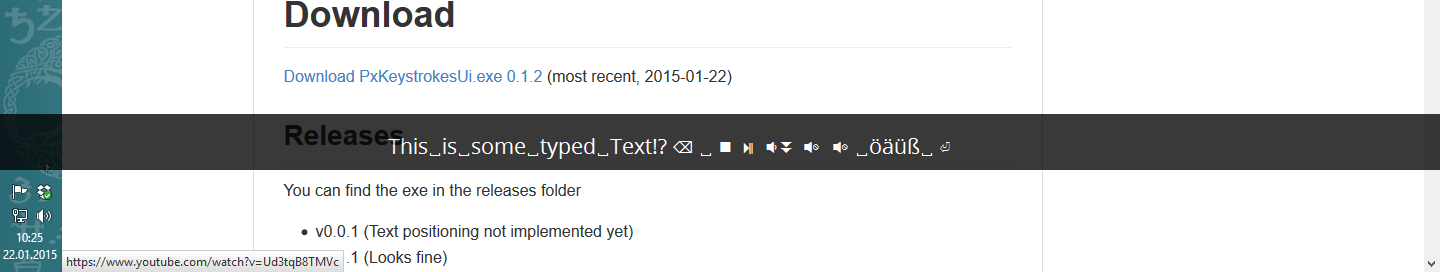 Download
Download PxKeystrokesUi.exe 0.1.2 (most recent, 2015-01-22)
Releases
This␣is␣some␣typed␣Text!? ⌫ ␣ ⏹ ⏯ 🔉⏬ 🔇 🔇 ␣öäüß␣ ⏎
You can find the exe in the releases folder
• v0.0.1 (Text positioning not implemented yet)
.1 (Looks fine)
10:25
22.01.2015
https://www.youtube.com/watch?v=Ud3tqB8TMVc